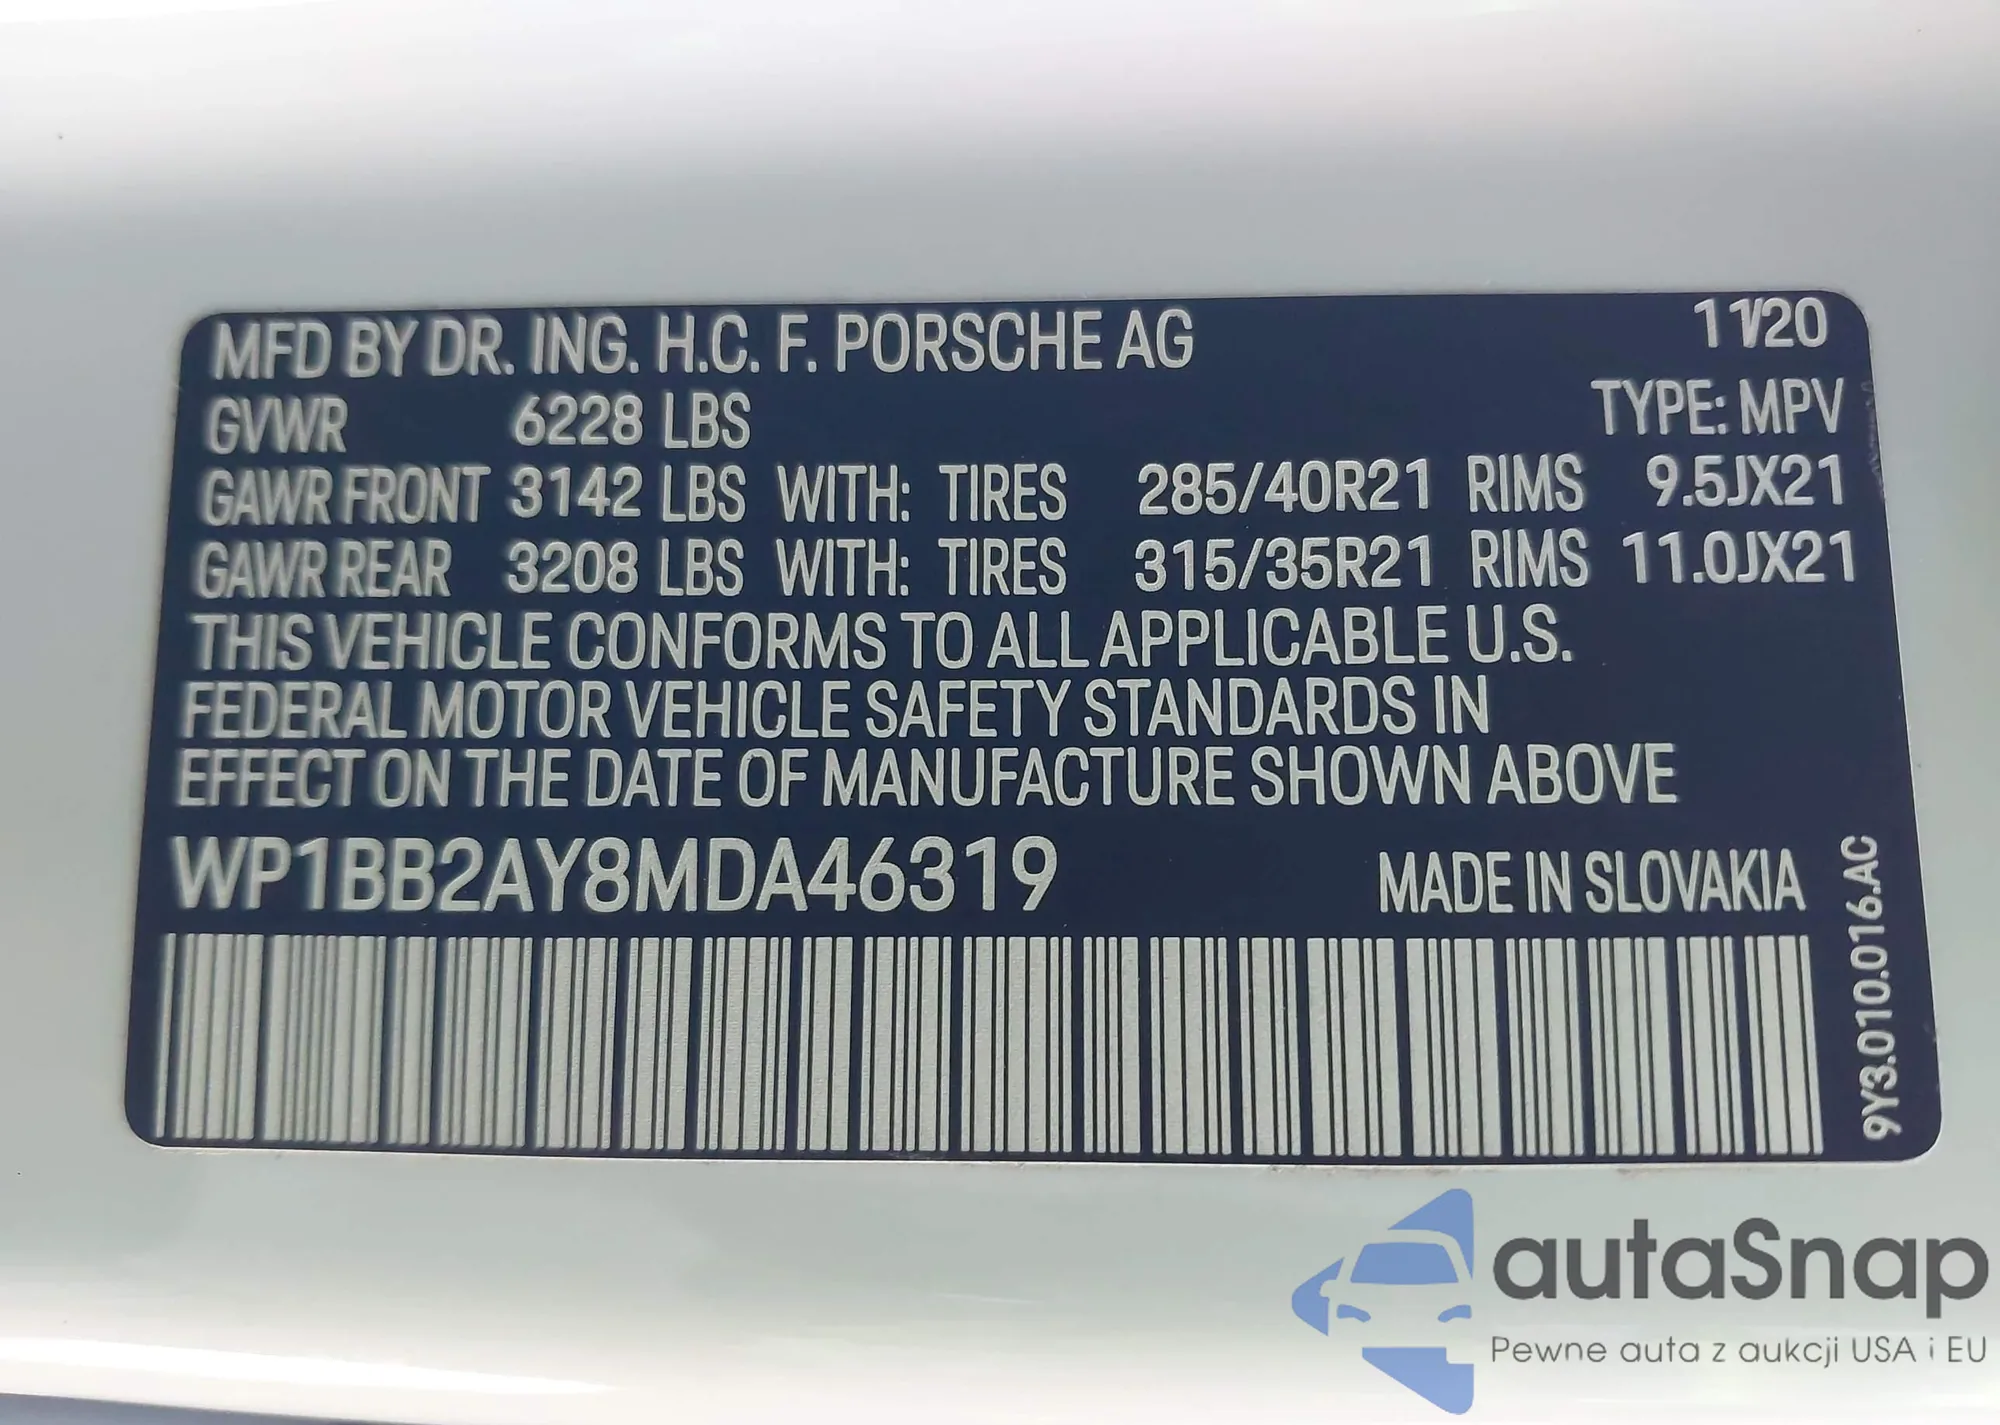 MFD BY DR. ING. H.C. F. PORSCHE AG 11/20
GVWR 6228 LBS TYPE: MPV
GAWR FRONT 3142 LBS WITH: TIRES 285/40R21 RIMS 9.5JX21
GAWR REAR 3208 LBS WITH: TIRES 315/35R21 RIMS 11.0JX21
THIS VEHICLE CONFORMS TO ALL APPLICABLE U.S.
FEDERAL MOTOR VEHICLE SAFETY STANDARDS IN
EFFECT ON THE DATE OF MANUFACTURE SHOWN ABOVE
WP1BB2AY8MDA46319 MADE IN SLOVAKIA
9Y3.010.016.AC
autaSnap
Pewne auta z aukcji USA i EU